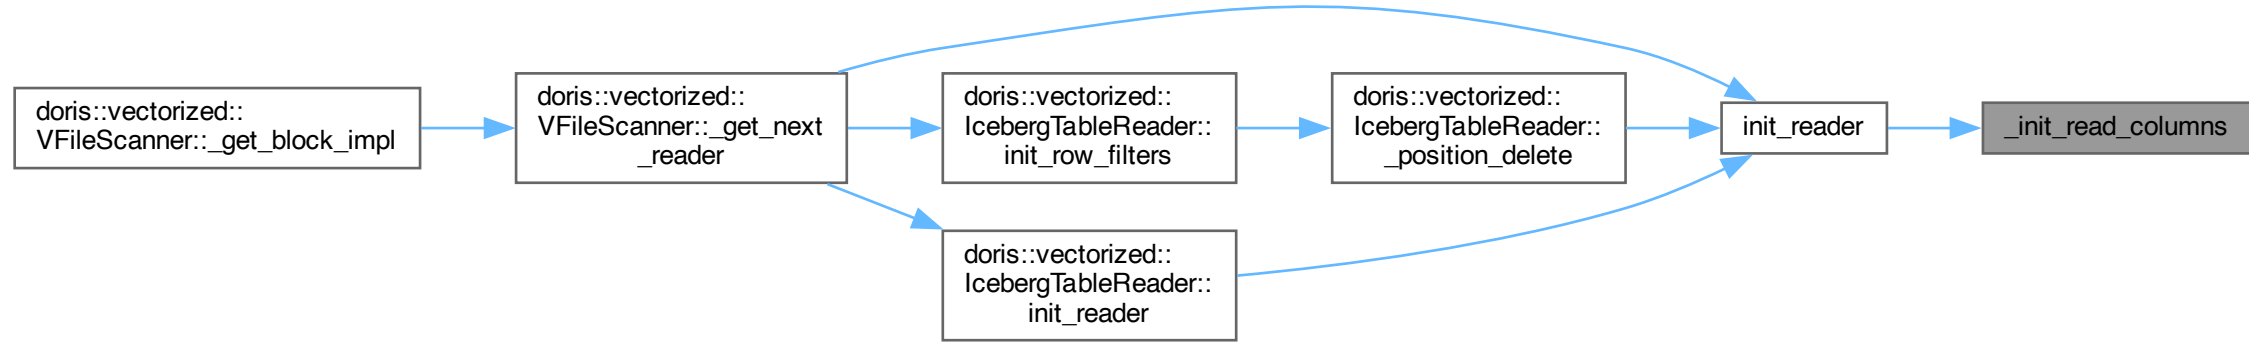 doris::vectorized::
VFileScanner::_get_block_impl
doris::vectorized::
VFileScanner::_get_next
_reader
doris::vectorized::
IcebergTableReader::
init_row_filters
doris::vectorized::
IcebergTableReader::
_position_delete
init_reader
_init_read_columns
doris::vectorized::
IcebergTableReader::
init_reader